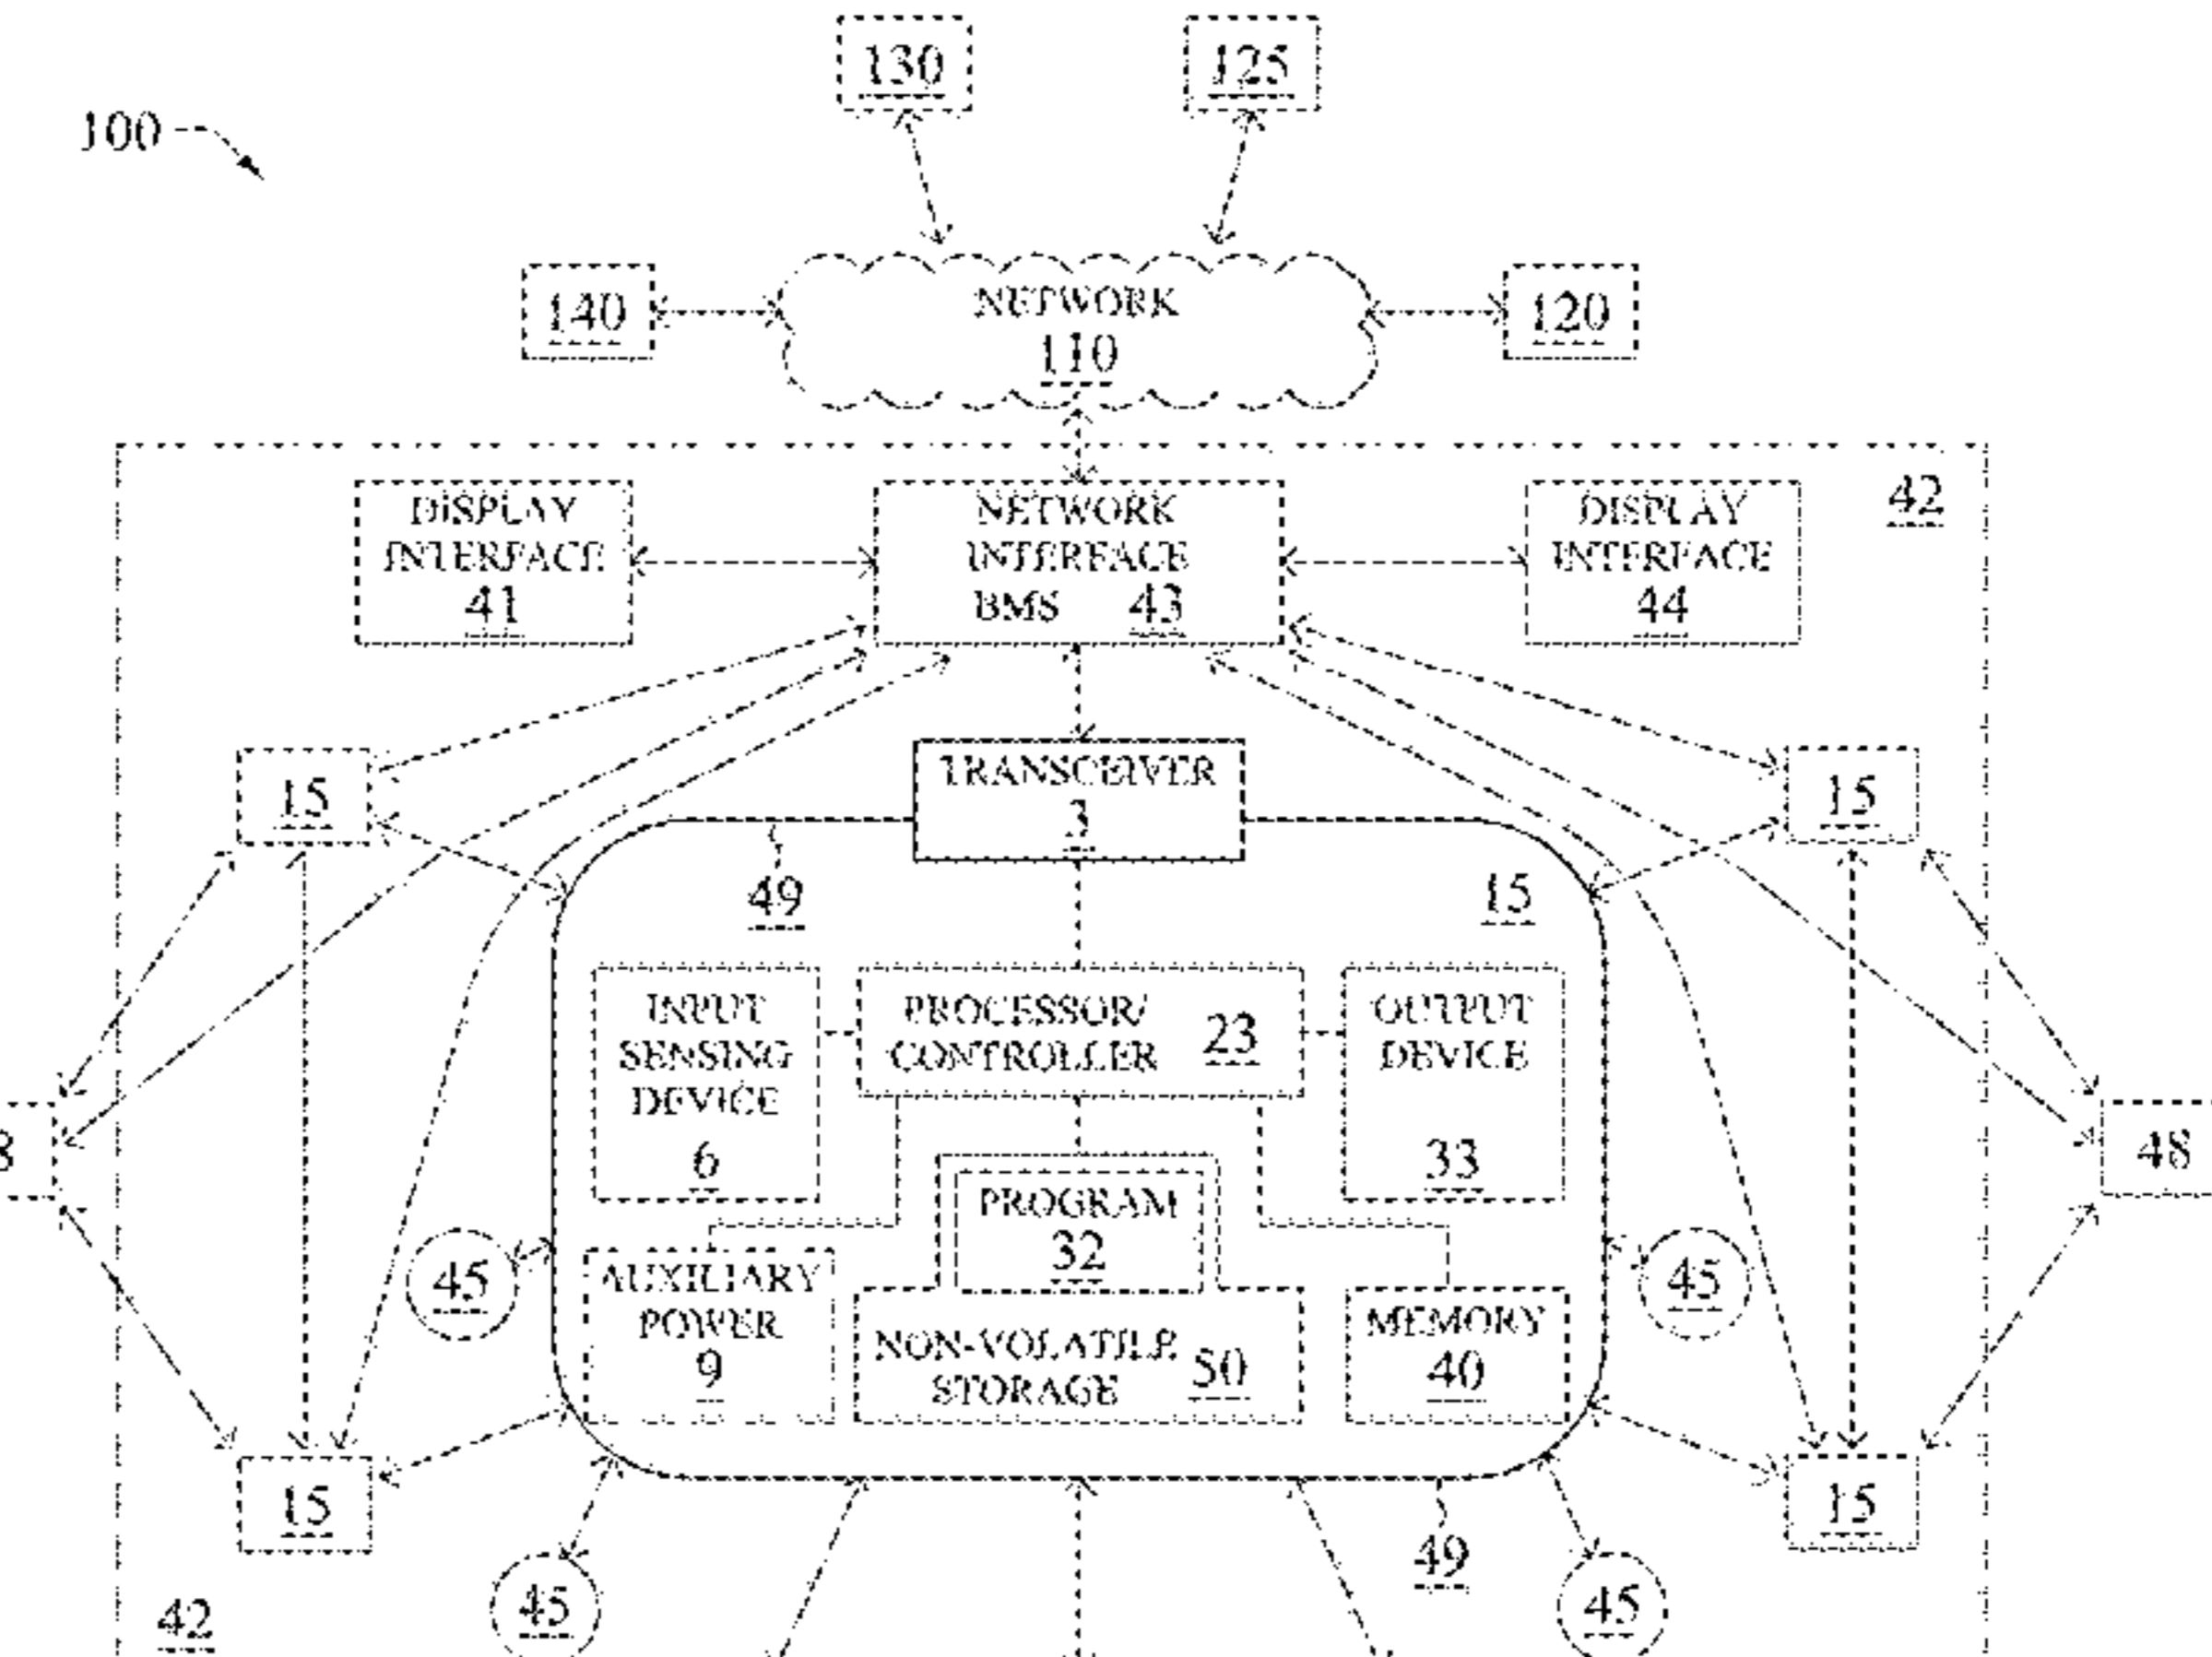 130
125
100
140
NETWORK
110
120
42
DISPLAY
INTERFACE
41
NETWORK
INTERFACE
BMS 43
DISPLAY
INTERFACE
44
TRANSCEIVER
3
15
15
49
15
INPUT
SENSING
DEVICE
6
PROCESSOR/
CONTROLLER 23
OUTPUT
DEVICE
33
8
48
PROGRAM
32
45
45
AUXILIARY
POWER
9
NON-VOLATILE
STORAGE 50
MEMORY
40
15
15
49
45
45
42